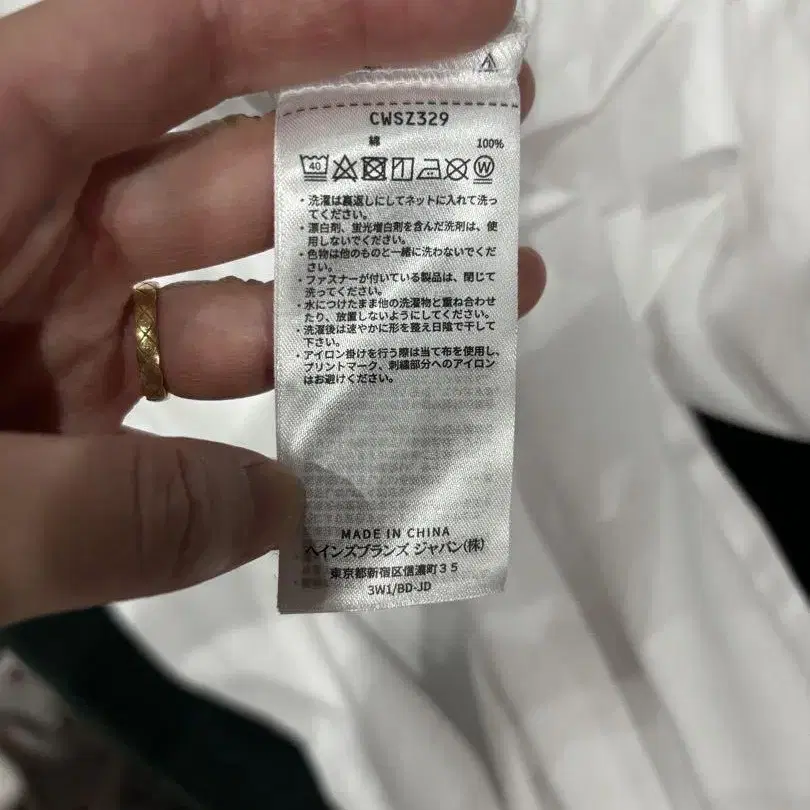 CWSZ329
綿 100%
40 W
・洗濯は裏返しにしてネットに入れて洗っ
てください。
・漂白剤、蛍光増白剤を含んだ洗剤は、使
用しないでください。
・色物は他のものと一緒に洗わないでくだ
さい。
・ファスナーが付いている製品は、閉じて
洗ってください。
・水につけたまま他の洗濯物と重ね合わせ
たり、放置しないようにしてください。
・洗濯後は速やかに形を整え日陰で干して
下さい。
・アイロン掛けを行う際は当て布を使用し、
プリントマーク、刺繍部分へのアイロン
はお避けください。
MADE IN CHINA
ヘインズブランズ ジャパン(株)
東京都新宿区信濃町35
3W1/BD-JD